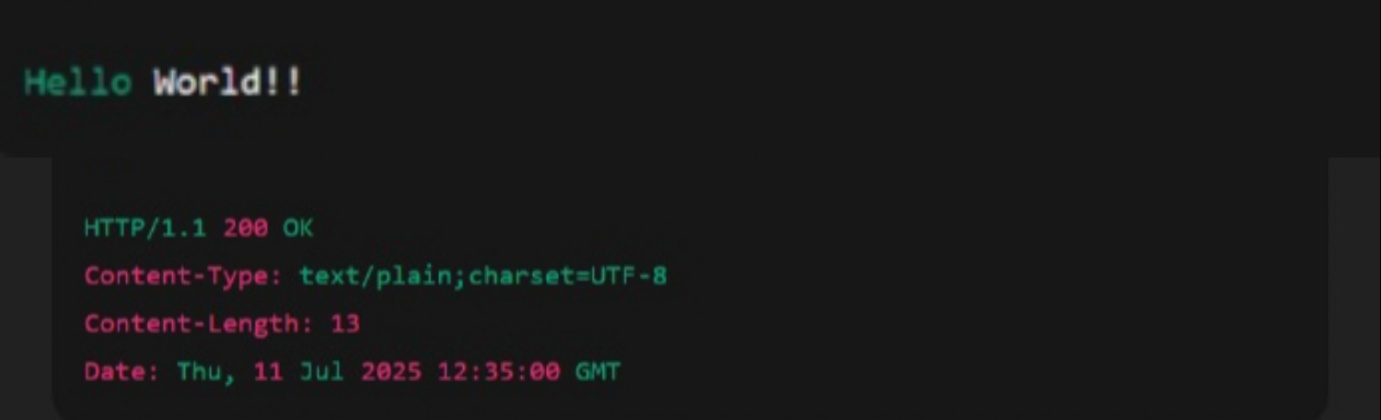 Hello World!!
HTTP/1.1 200 OK
Content-Type: text/plain;charset=UTF-8
Content-Length: 13
Date: Thu, 11 Jul 2025 12:35:00 GMT